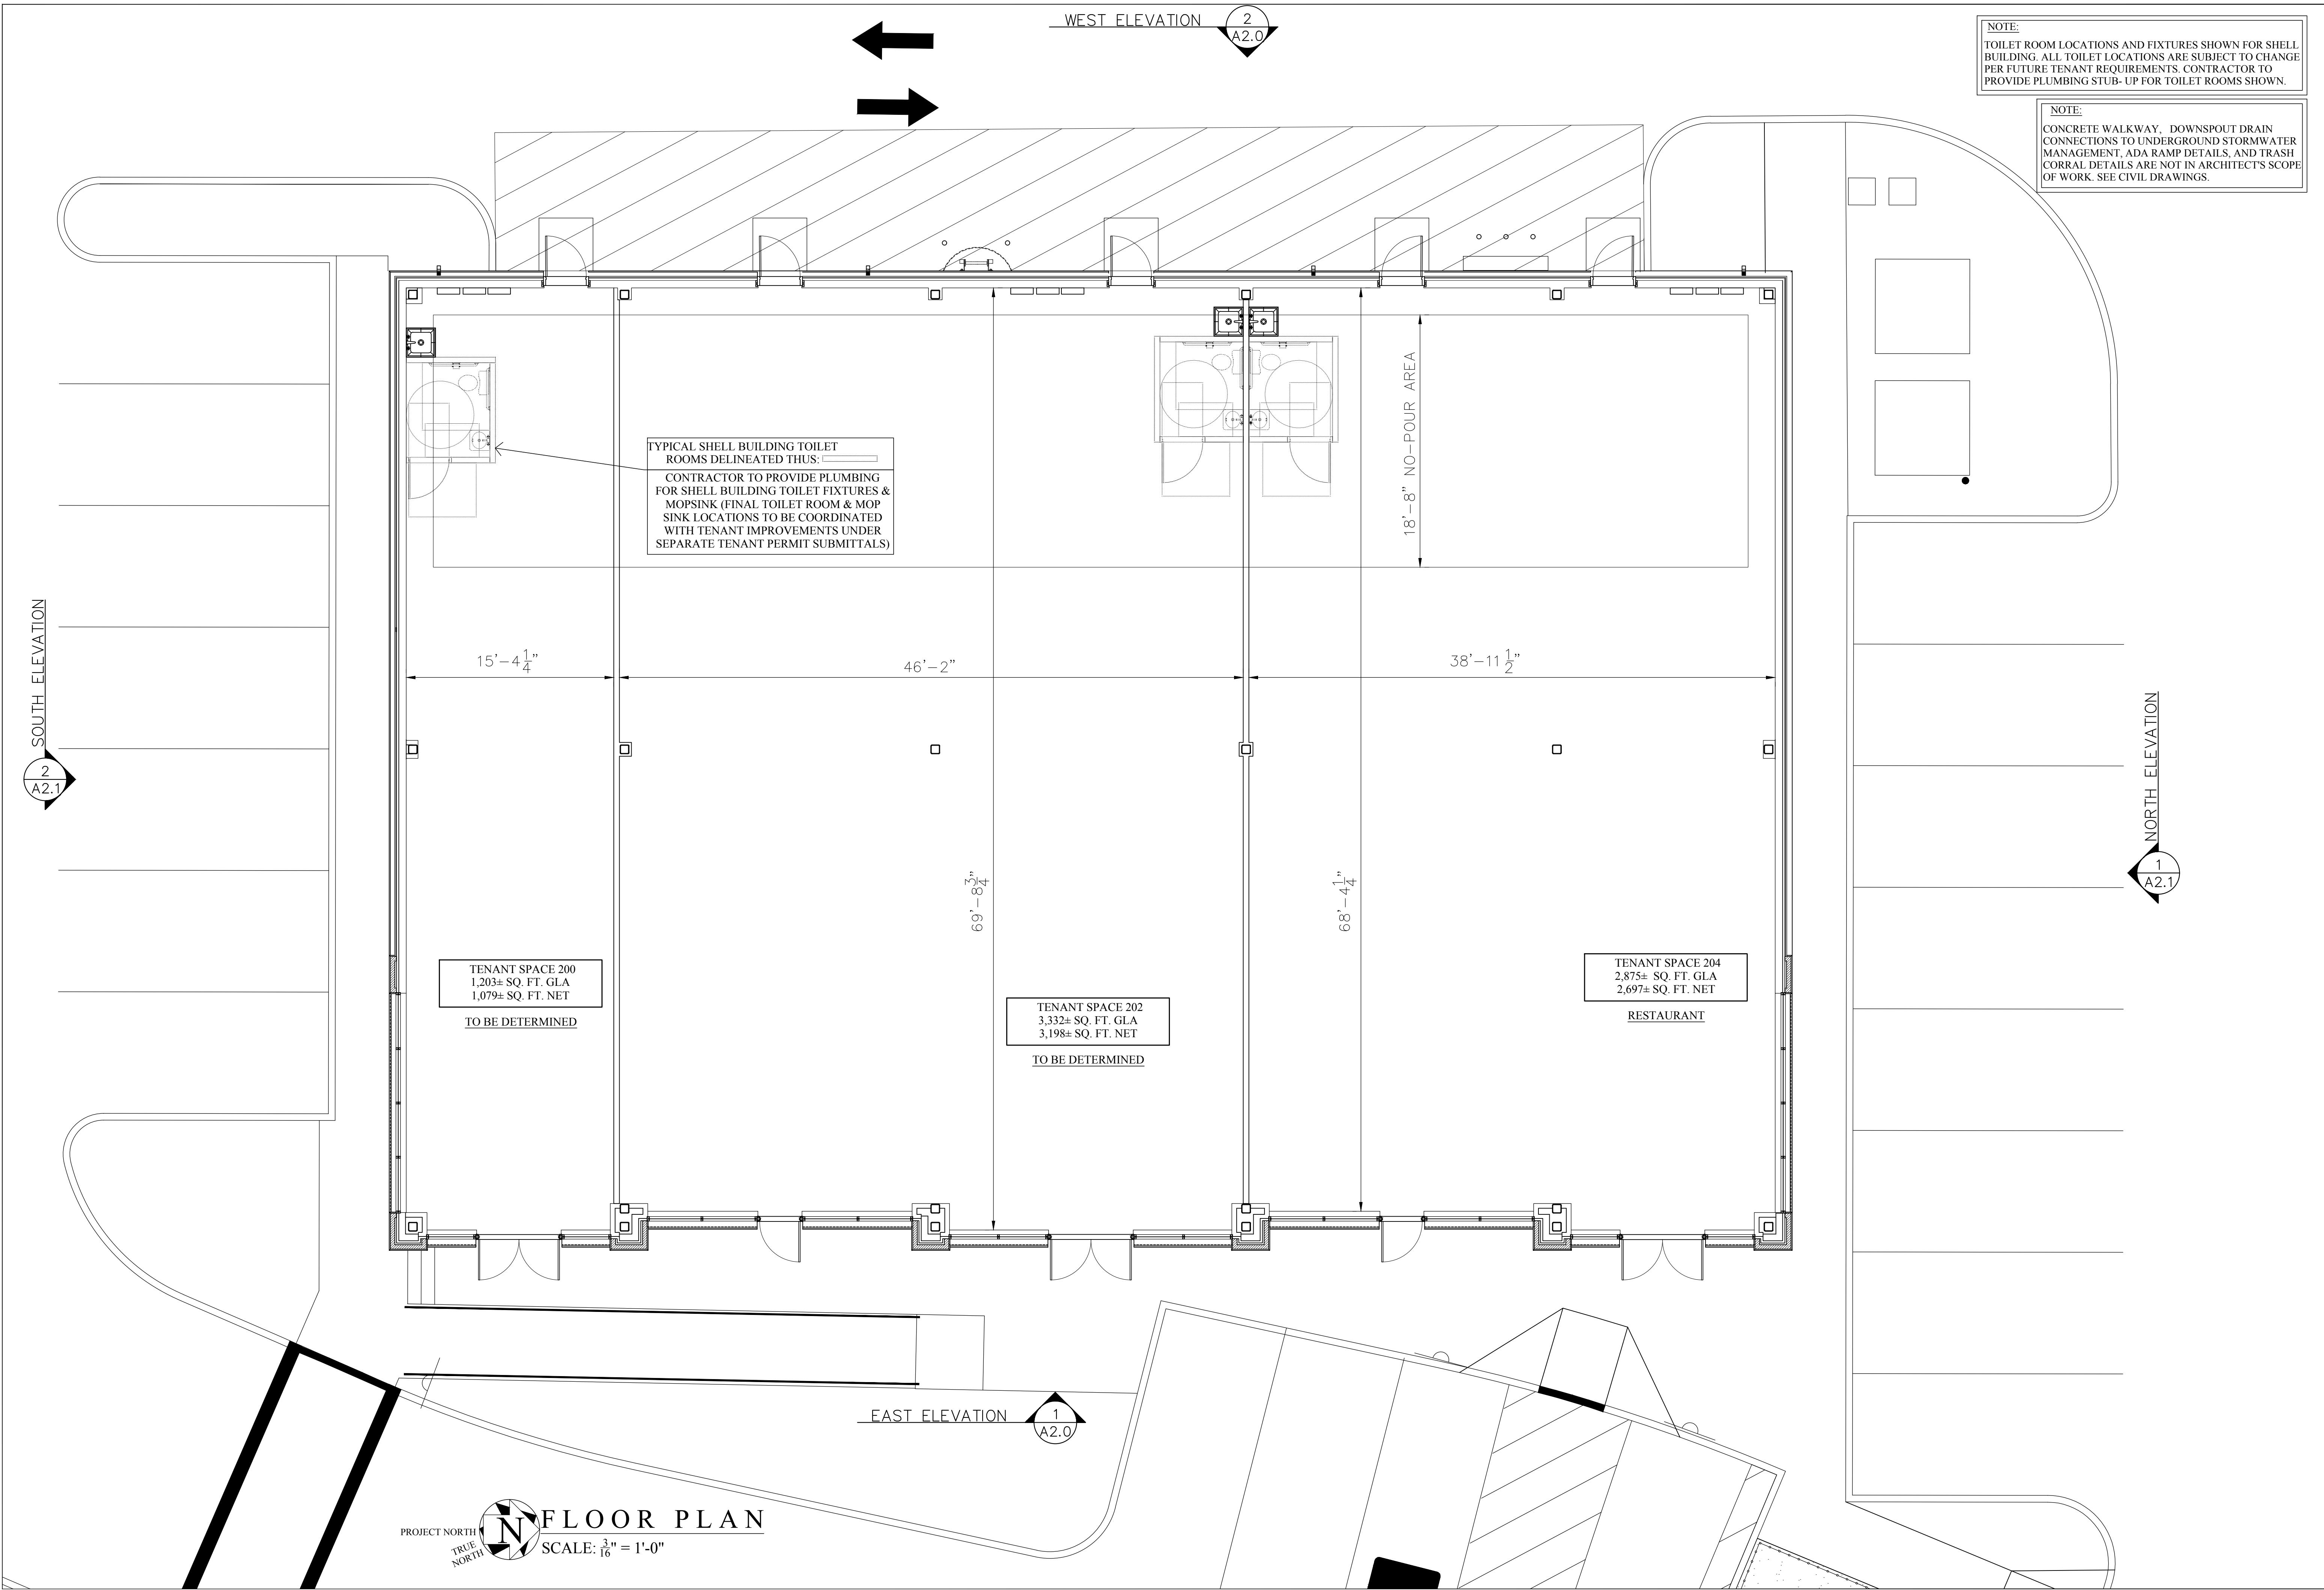 WEST ELEVATION
2
A2.0
NOTE:
TOILET ROOM LOCATIONS AND FIXTURES SHOWN FOR SHELL
BUILDING. ALL TOILET LOCATIONS ARE SUBJECT TO CHANGE
PER FUTURE TENANT REQUIREMENTS. CONTRACTOR TO
PROVIDE PLUMBING STUB- UP FOR TOILET ROOMS SHOWN.
NOTE:
CONCRETE WALKWAY, DOWNSPOUT DRAIN
CONNECTIONS TO UNDERGROUND STORMWATER
MANAGEMENT, ADA RAMP DETAILS, AND TRASH
CORRAL DETAILS ARE NOT IN ARCHITECT'S SCOPE
OF WORK. SEE CIVIL DRAWINGS.
18'-8" NO-POUR AREA
TYPICAL SHELL BUILDING TOILET
ROOMS DELINEATED THUS:
CONTRACTOR TO PROVIDE PLUMBING
FOR SHELL BUILDING TOILET FIXTURES &
MOPSINK (FINAL TOILET ROOM & MOP
SINK LOCATIONS TO BE COORDINATED
WITH TENANT IMPROVEMENTS UNDER
SEPARATE TENANT PERMIT SUBMITTALS)
SOUTH ELEVATION
2
A2.1
15'-4 1/4"
46'-2"
38'-11 1/2"
NORTH ELEVATION
1
A2.1
69'-8 3/4"
68'-4 1/4"
TENANT SPACE 200
1,203± SQ. FT. GLA
1,079± SQ. FT. NET
TO BE DETERMINED
TENANT SPACE 202
3,332± SQ. FT. GLA
3,198± SQ. FT. NET
TO BE DETERMINED
TENANT SPACE 204
2,875± SQ. FT. GLA
2,697± SQ. FT. NET
RESTAURANT
EAST ELEVATION
1
A2.0
PROJECT NORTH
TRUE
NORTH
N
FLOOR PLAN
SCALE: 3/16" = 1'-0"